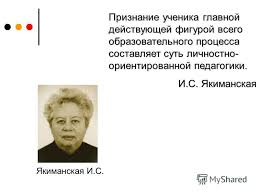 Признание ученика главной
действующей фигурой всего
образовательного процесса
составляет суть личностно-
ориентированной педагогики.
И.С. Якиманская
Якиманская И.С.
MyShared